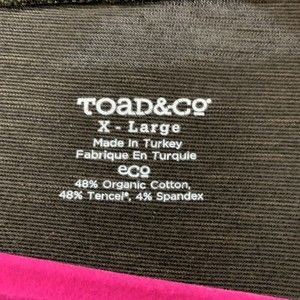 TOAD&CO®
X - Large
Made In Turkey
Fabrique En Turquie
eco
48% Organic Cotton,
48% Tencel®, 4% Spandex